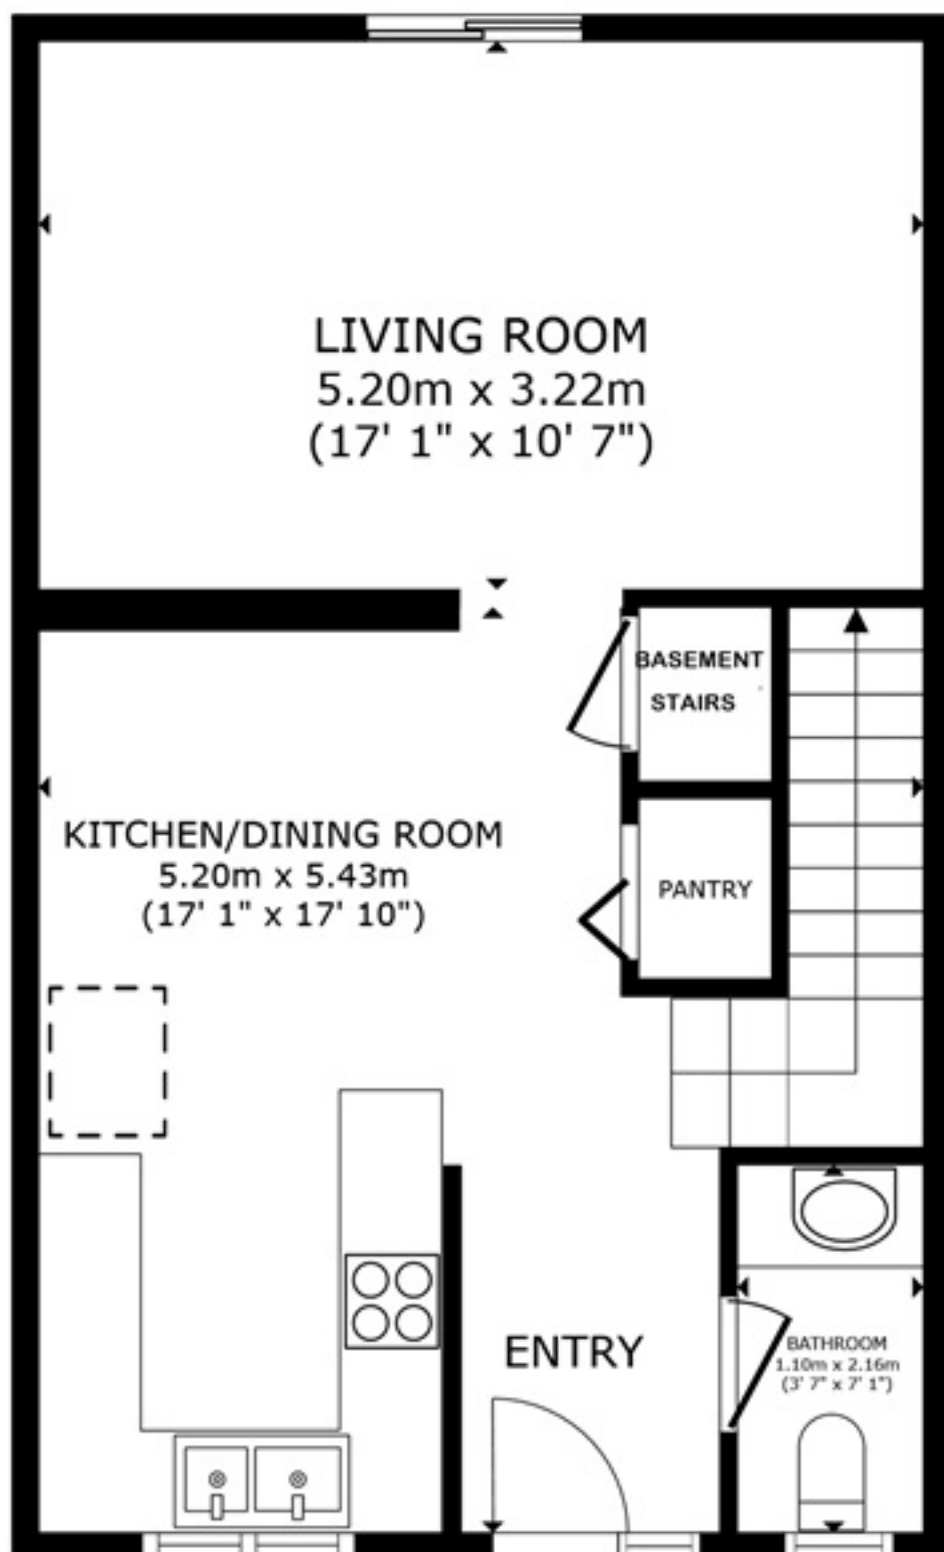 LIVING ROOM
5.20m x 3.22m
(17' 1" x 10' 7")
BASEMENT
STAIRS
KITCHEN/DINING ROOM
5.20m x 5.43m
(17' 1" x 17' 10")
PANTRY
ENTRY
BATHROOM
1.10m x 2.16m
(3' 7" x 7' 1")